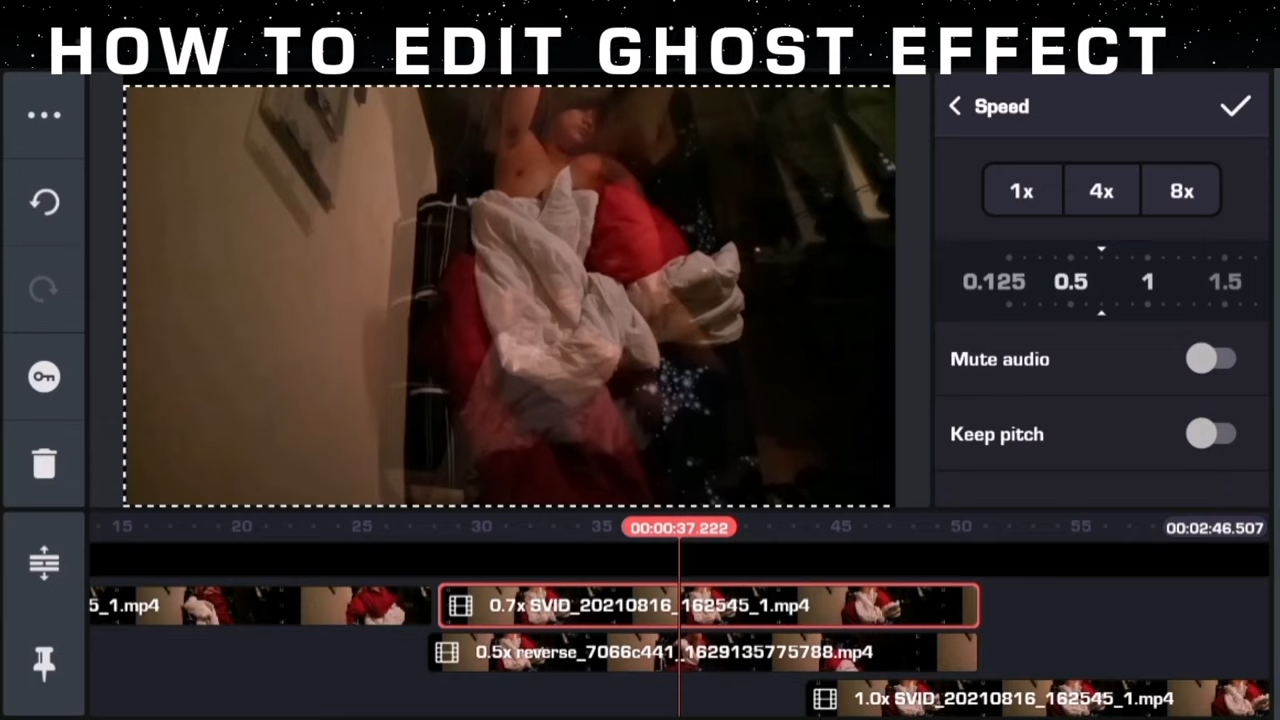 HOW TO EDIT GHOST EFFECT
Speed
1x 4x 8x
0.125 0.5 1 1.5
Mute audio
Keep pitch
15 20 25 30 35 00:00:37.222 45 50 55 00:02:46.507
5_1.mp4 0.7x SVID_20210816_162545_1.mp4
0.5x reverse_7066c441_1629135775788.mp4
1.0x SVID_20210816_162545_1.mp4